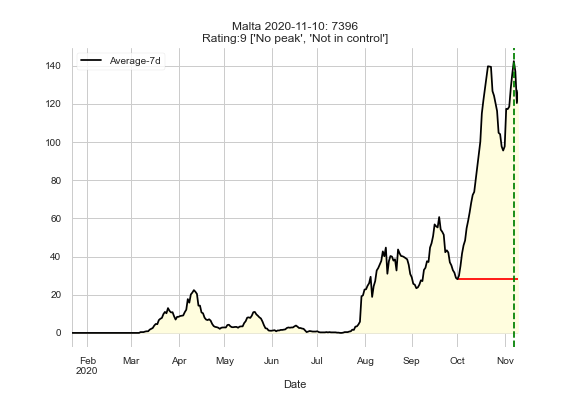 Malta 2020-11-10: 7396
Rating:9 ['No peak', 'Not in control']
Average-7d
140
120
100
80
60
40
20
0
Feb Mar Apr May Jun Jul Aug Sep Oct Nov
2020
Date